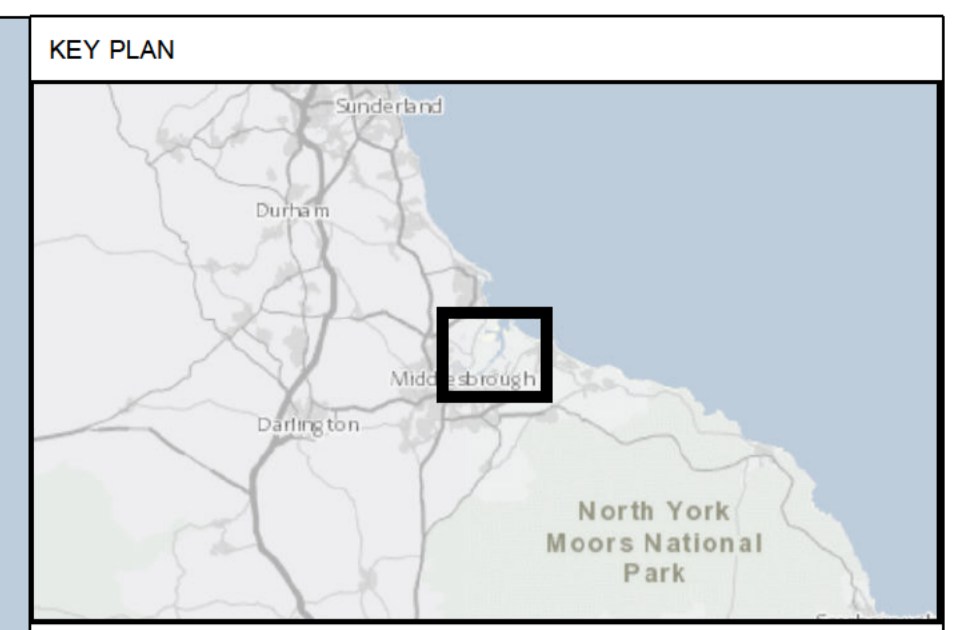 KEY PLAN
Sunderland
Durham
Middlesbrough
Darlington
North York
Moors National
Park